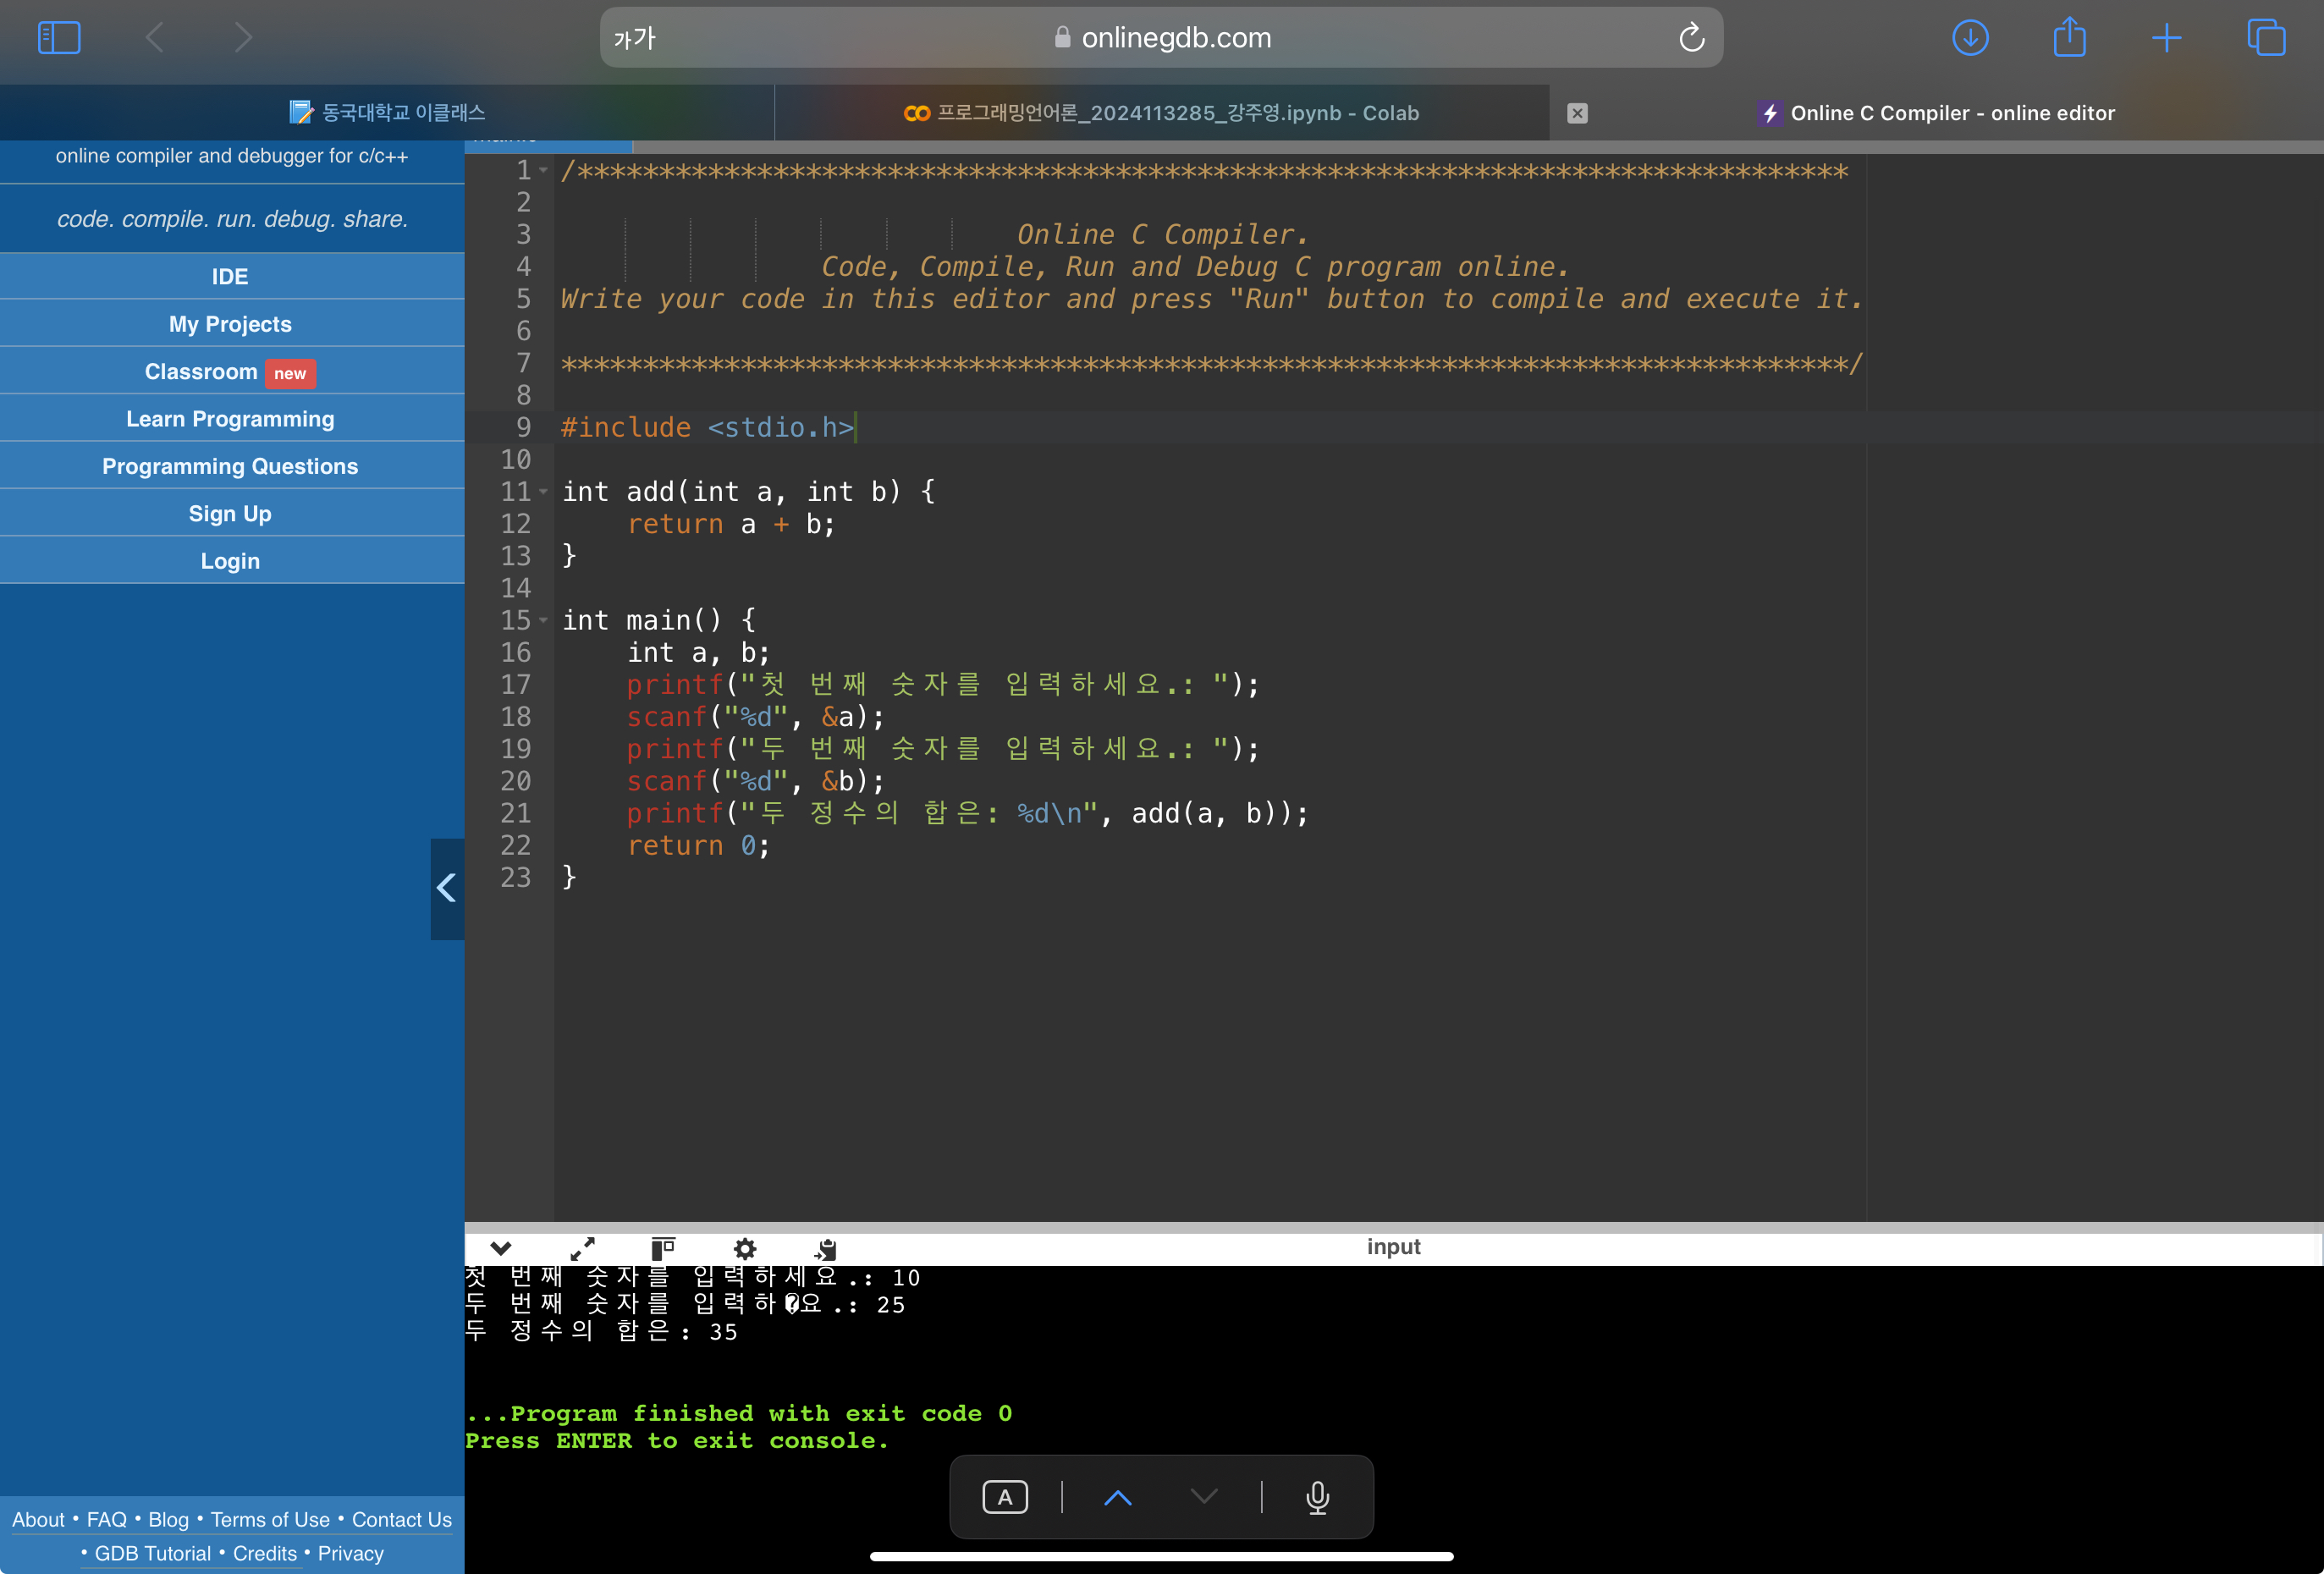 가가 onlinegdb.com
동국대학교 이클래스
프로그래밍언어론_2024113285_강주영.ipynb - Colab
Online C Compiler - online editor
online compiler and debugger for c/c++
code. compile. run. debug. share.
IDE
My Projects
Classroom new
Learn Programming
Programming Questions
Sign Up
Login
About • FAQ • Blog • Terms of Use • Contact Us
• GDB Tutorial • Credits • Privacy
1 /******************************************************************************
2
3 Online C Compiler.
4 Code, Compile, Run and Debug C program online.
5 Write your code in this editor and press "Run" button to compile and execute it.
6
7 *******************************************************************************/
8
9 #include <stdio.h>
10
11 int add(int a, int b) {
12 return a + b;
13 }
14
15 int main() {
16 int a, b;
17 printf("첫 번째 숫자를 입력하세요.: ");
18 scanf("%d", &a);
19 printf("두 번째 숫자를 입력하세요.: ");
20 scanf("%d", &b);
21 printf("두 정수의 합은: %d\n", add(a, b));
22 return 0;
23 }
input
첫 번째 숫자를 입력하세요.: 10
두 번째 숫자를 입력하�요.: 25
두 정수의 합은: 35
...Program finished with exit code 0
Press ENTER to exit console.
A